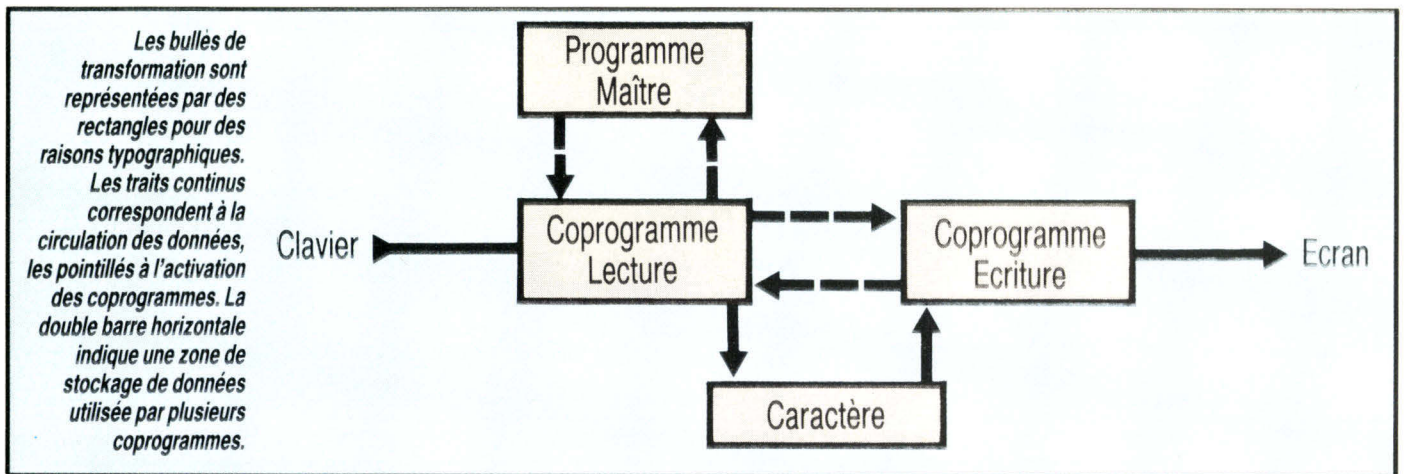 Les bulles de
transformation sont
représentées par des
rectangles pour des
raisons typographiques.
Les traits continus
correspondent à la
circulation des données,
les pointillés à l'activation
des coprogrammes. La
double barre horizontale
indique une zone de
stockage de données
utilisée par plusieurs
coprogrammes.
Programme
Maître
Clavier
Coprogramme
Lecture
Coprogramme
Ecriture
Ecran
Caractère